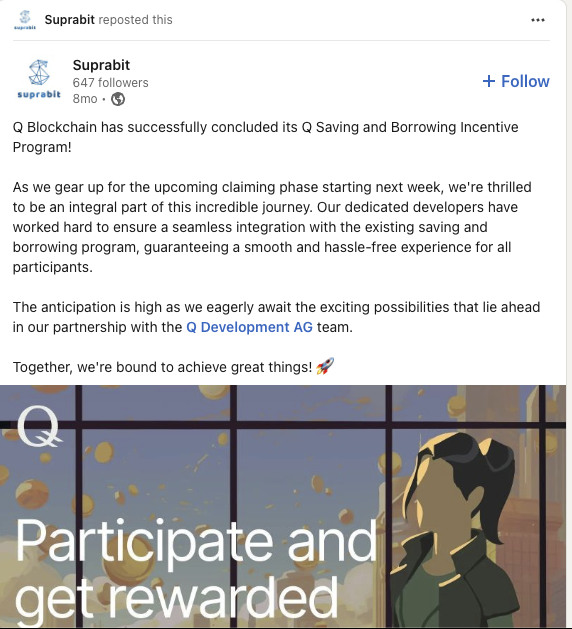 Suprabit reposted this
suprabit
Suprabit
647 followers
8mo •
+ Follow
suprabit
Q Blockchain has successfully concluded its Q Saving and Borrowing Incentive
Program!
As we gear up for the upcoming claiming phase starting next week, we're thrilled
to be an integral part of this incredible journey. Our dedicated developers have
worked hard to ensure a seamless integration with the existing saving and
borrowing program, guaranteeing a smooth and hassle-free experience for all
participants.
The anticipation is high as we eagerly await the exciting possibilities that lie ahead
in our partnership with the Q Development AG team.
Together, we're bound to achieve great things! 🚀
Q
Participate and
get rewarded